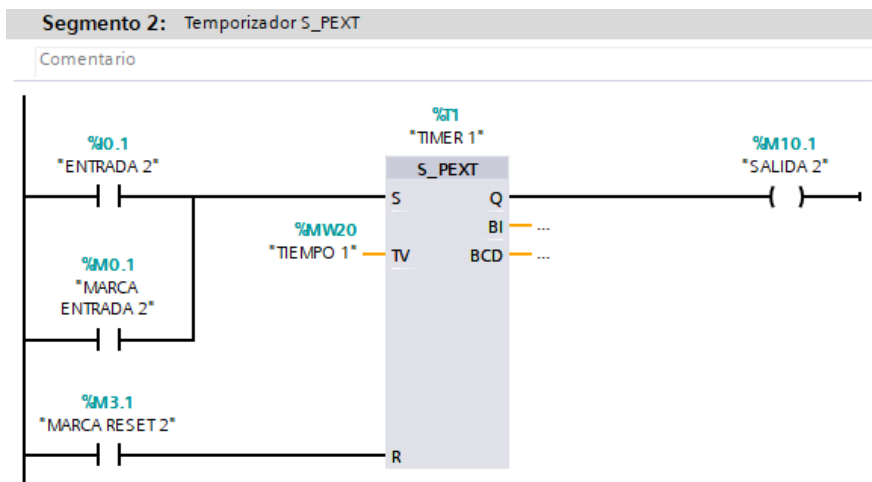 Segmento 2: Temporizador S_PEXT
Comentario
%T1
"TIMER 1"
%I0.1
"ENTRADA 2"
%M10.1
"SALIDA 2"
S_PEXT
S
Q
%MW20
"TIEMPO 1"
BI
...
TV
BCD
...
%M0.1
"MARCA
ENTRADA 2"
%M3.1
"MARCA RESET 2"
R